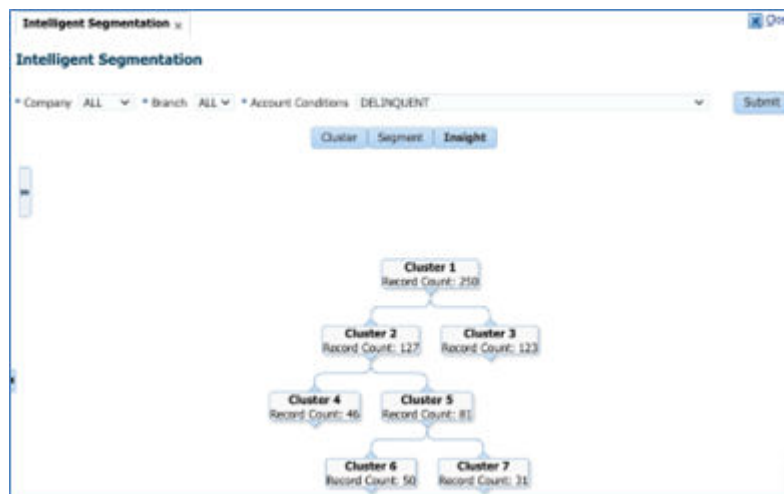 Intelligent Segmentation x
Intelligent Segmentation
* Company ALL * Branch ALL * Account Conditions DELINQUENT Submit
Cluster Segment Insight
Cluster 1
Record Count: 250
Cluster 2 Cluster 3
Record Count: 127 Record Count: 123
Cluster 4 Cluster 5
Record Count: 46 Record Count: 81
Cluster 6 Cluster 7
Record Count: 50 Record Count: 31